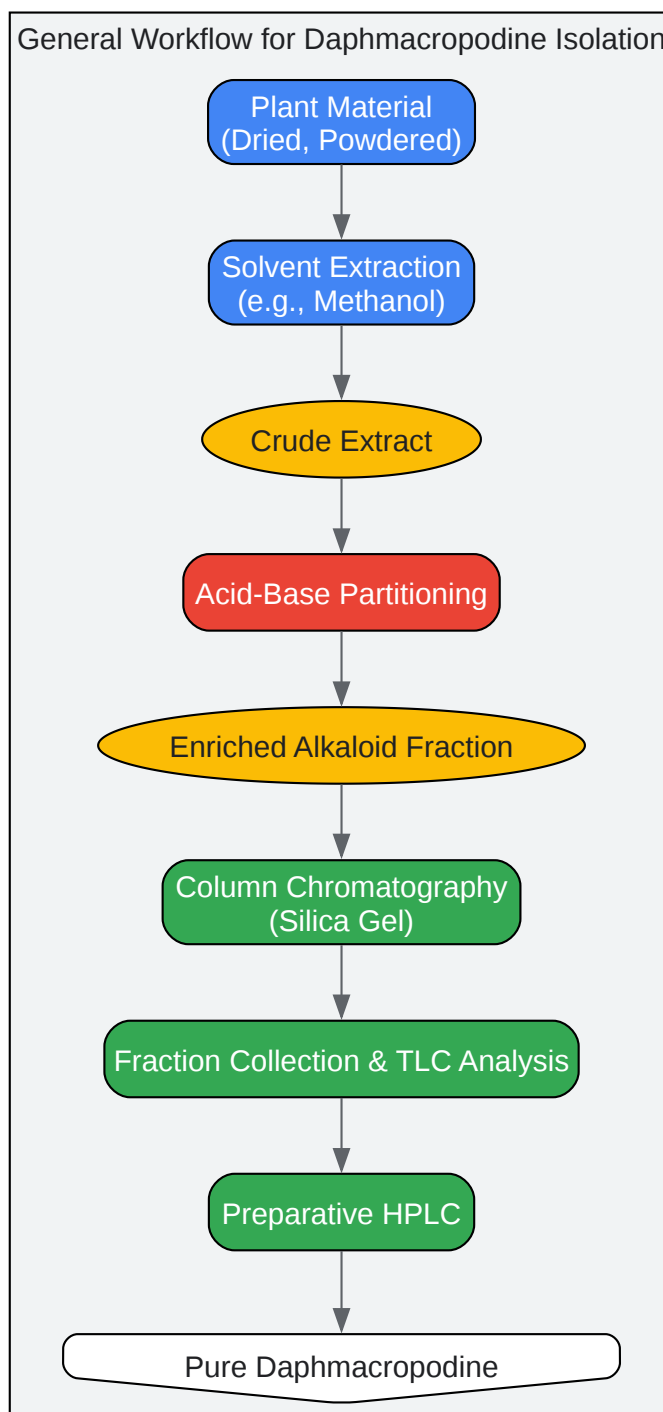 General Workflow for Daphmacropodine Isolation
Plant Material
(Dried, Powdered)
Solvent Extraction
(e.g., Methanol)
Crude Extract
Acid-Base Partitioning
Enriched Alkaloid Fraction
Column Chromatography
(Silica Gel)
Fraction Collection & TLC Analysis
Preparative HPLC
Pure Daphmacropodine